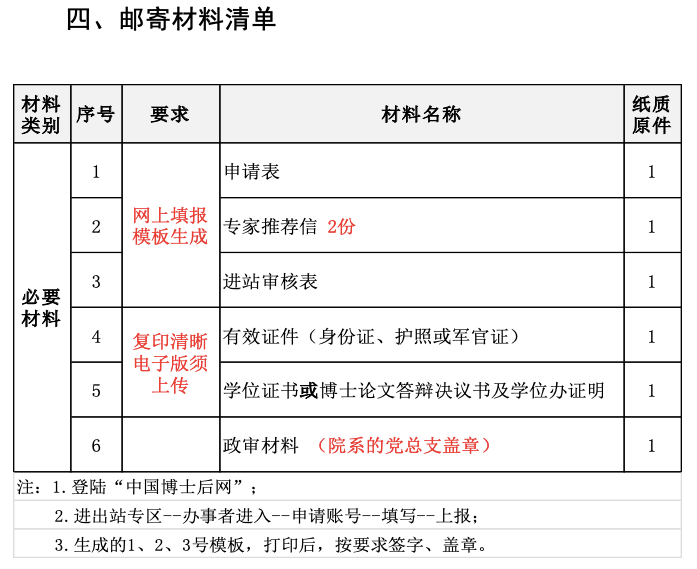 四、邮寄材料清单
材料类别 序号 要求 材料名称 纸质原件
必要材料
网上填报模板生成
1 申请表 1
2 专家推荐信 2份 1
3 进站审核表 1
复印清晰电子版须上传
4 有效证件（身份证、护照或军官证） 1
5 学位证书或博士论文答辩决议书及学位办证明 1
6 政审材料 （院系的党总支盖章） 1
注：1.登陆“中国博士后网”；
2.进出站专区--办事者进入--申请账号--填写--上报；
3.生成的1、2、3号模板，打印后，按要求签字、盖章。